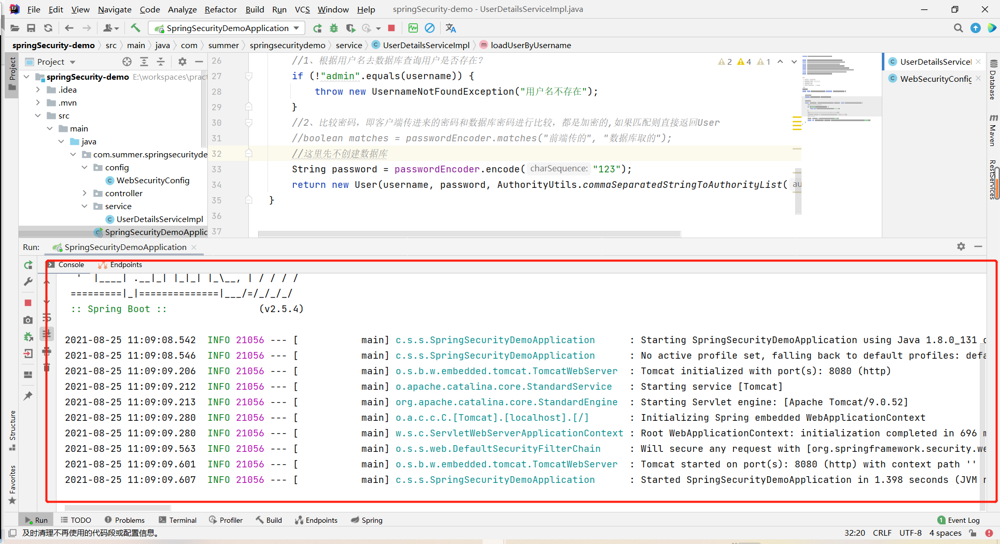 File Edit View Navigate Code Analyze Refactor Build Run VCS Window Help springSecurity-demo - UserDetailsServiceImpl.java
SpringSecurityDemoApplication
springSecurity-demo src main java com summer springsecuritydemo service UserDetailsServiceImpl loadUserByUsername
Project
Project
springSecurity-demo E:\workspaces\pract
.idea
.mvn
src
main
java
com.summer.springsecurityde
config
WebSecurityConfig
controller
service
UserDetailsServiceImpl
SpringSecurityDemoApplic
26 //1、根据用户名去数据库查询用户是否存在?
27 if (!"admin".equals(username)) {
28 throw new UsernameNotFoundException("用户名不存在");
29 }
30 //2、比较密码，即客户端传进来的密码和数据库密码进行比较，都是加密的,如果匹配则直接返回User
31 //boolean matches = passwordEncoder.matches("前端传的", "数据库取的");
32 //这里先不创建数据库
33 String password = passwordEncoder.encode( charSequence: "123");
34 return new User(username, password, AuthorityUtils.commaSeparatedStringToAuthorityList( au
35 }
36
37
2 4 1
UserDetailsServiceI
WebSecurityConfig
Database
Maven
RestServices
Run: SpringSecurityDemoApplication
Console Endpoints
' |____| .__|_| |_|_| |_\__, | / / / /
=========|_|==============|___/=/_/_/_/
:: Spring Boot :: (v2.5.4)
2021-08-25 11:09:08.542 INFO 21056 --- [ main] c.s.s.SpringSecurityDemoApplication : Starting SpringSecurityDemoApplication using Java 1.8.0_131 o
2021-08-25 11:09:08.546 INFO 21056 --- [ main] c.s.s.SpringSecurityDemoApplication : No active profile set, falling back to default profiles: defa
2021-08-25 11:09:09.206 INFO 21056 --- [ main] o.s.b.w.embedded.tomcat.TomcatWebServer : Tomcat initialized with port(s): 8080 (http)
2021-08-25 11:09:09.212 INFO 21056 --- [ main] o.apache.catalina.core.StandardService : Starting service [Tomcat]
2021-08-25 11:09:09.213 INFO 21056 --- [ main] org.apache.catalina.core.StandardEngine : Starting Servlet engine: [Apache Tomcat/9.0.52]
2021-08-25 11:09:09.280 INFO 21056 --- [ main] o.a.c.c.C.[Tomcat].[localhost].[/] : Initializing Spring embedded WebApplicationContext
2021-08-25 11:09:09.280 INFO 21056 --- [ main] w.s.c.ServletWebServerApplicationContext : Root WebApplicationContext: initialization completed in 696 m
2021-08-25 11:09:09.563 INFO 21056 --- [ main] o.s.s.web.DefaultSecurityFilterChain : Will secure any request with [org.springframework.security.we
2021-08-25 11:09:09.601 INFO 21056 --- [ main] o.s.b.w.embedded.tomcat.TomcatWebServer : Tomcat started on port(s): 8080 (http) with context path ''
2021-08-25 11:09:09.607 INFO 21056 --- [ main] c.s.s.SpringSecurityDemoApplication : Started SpringSecurityDemoApplication in 1.398 seconds (JVM r
Structure
Favorites
Run TODO Problems Terminal Profiler Build Endpoints Spring 1 Event Log
及时清理不再使用的代码段或配置信息。 32:20 CRLF UTF-8 4 spaces